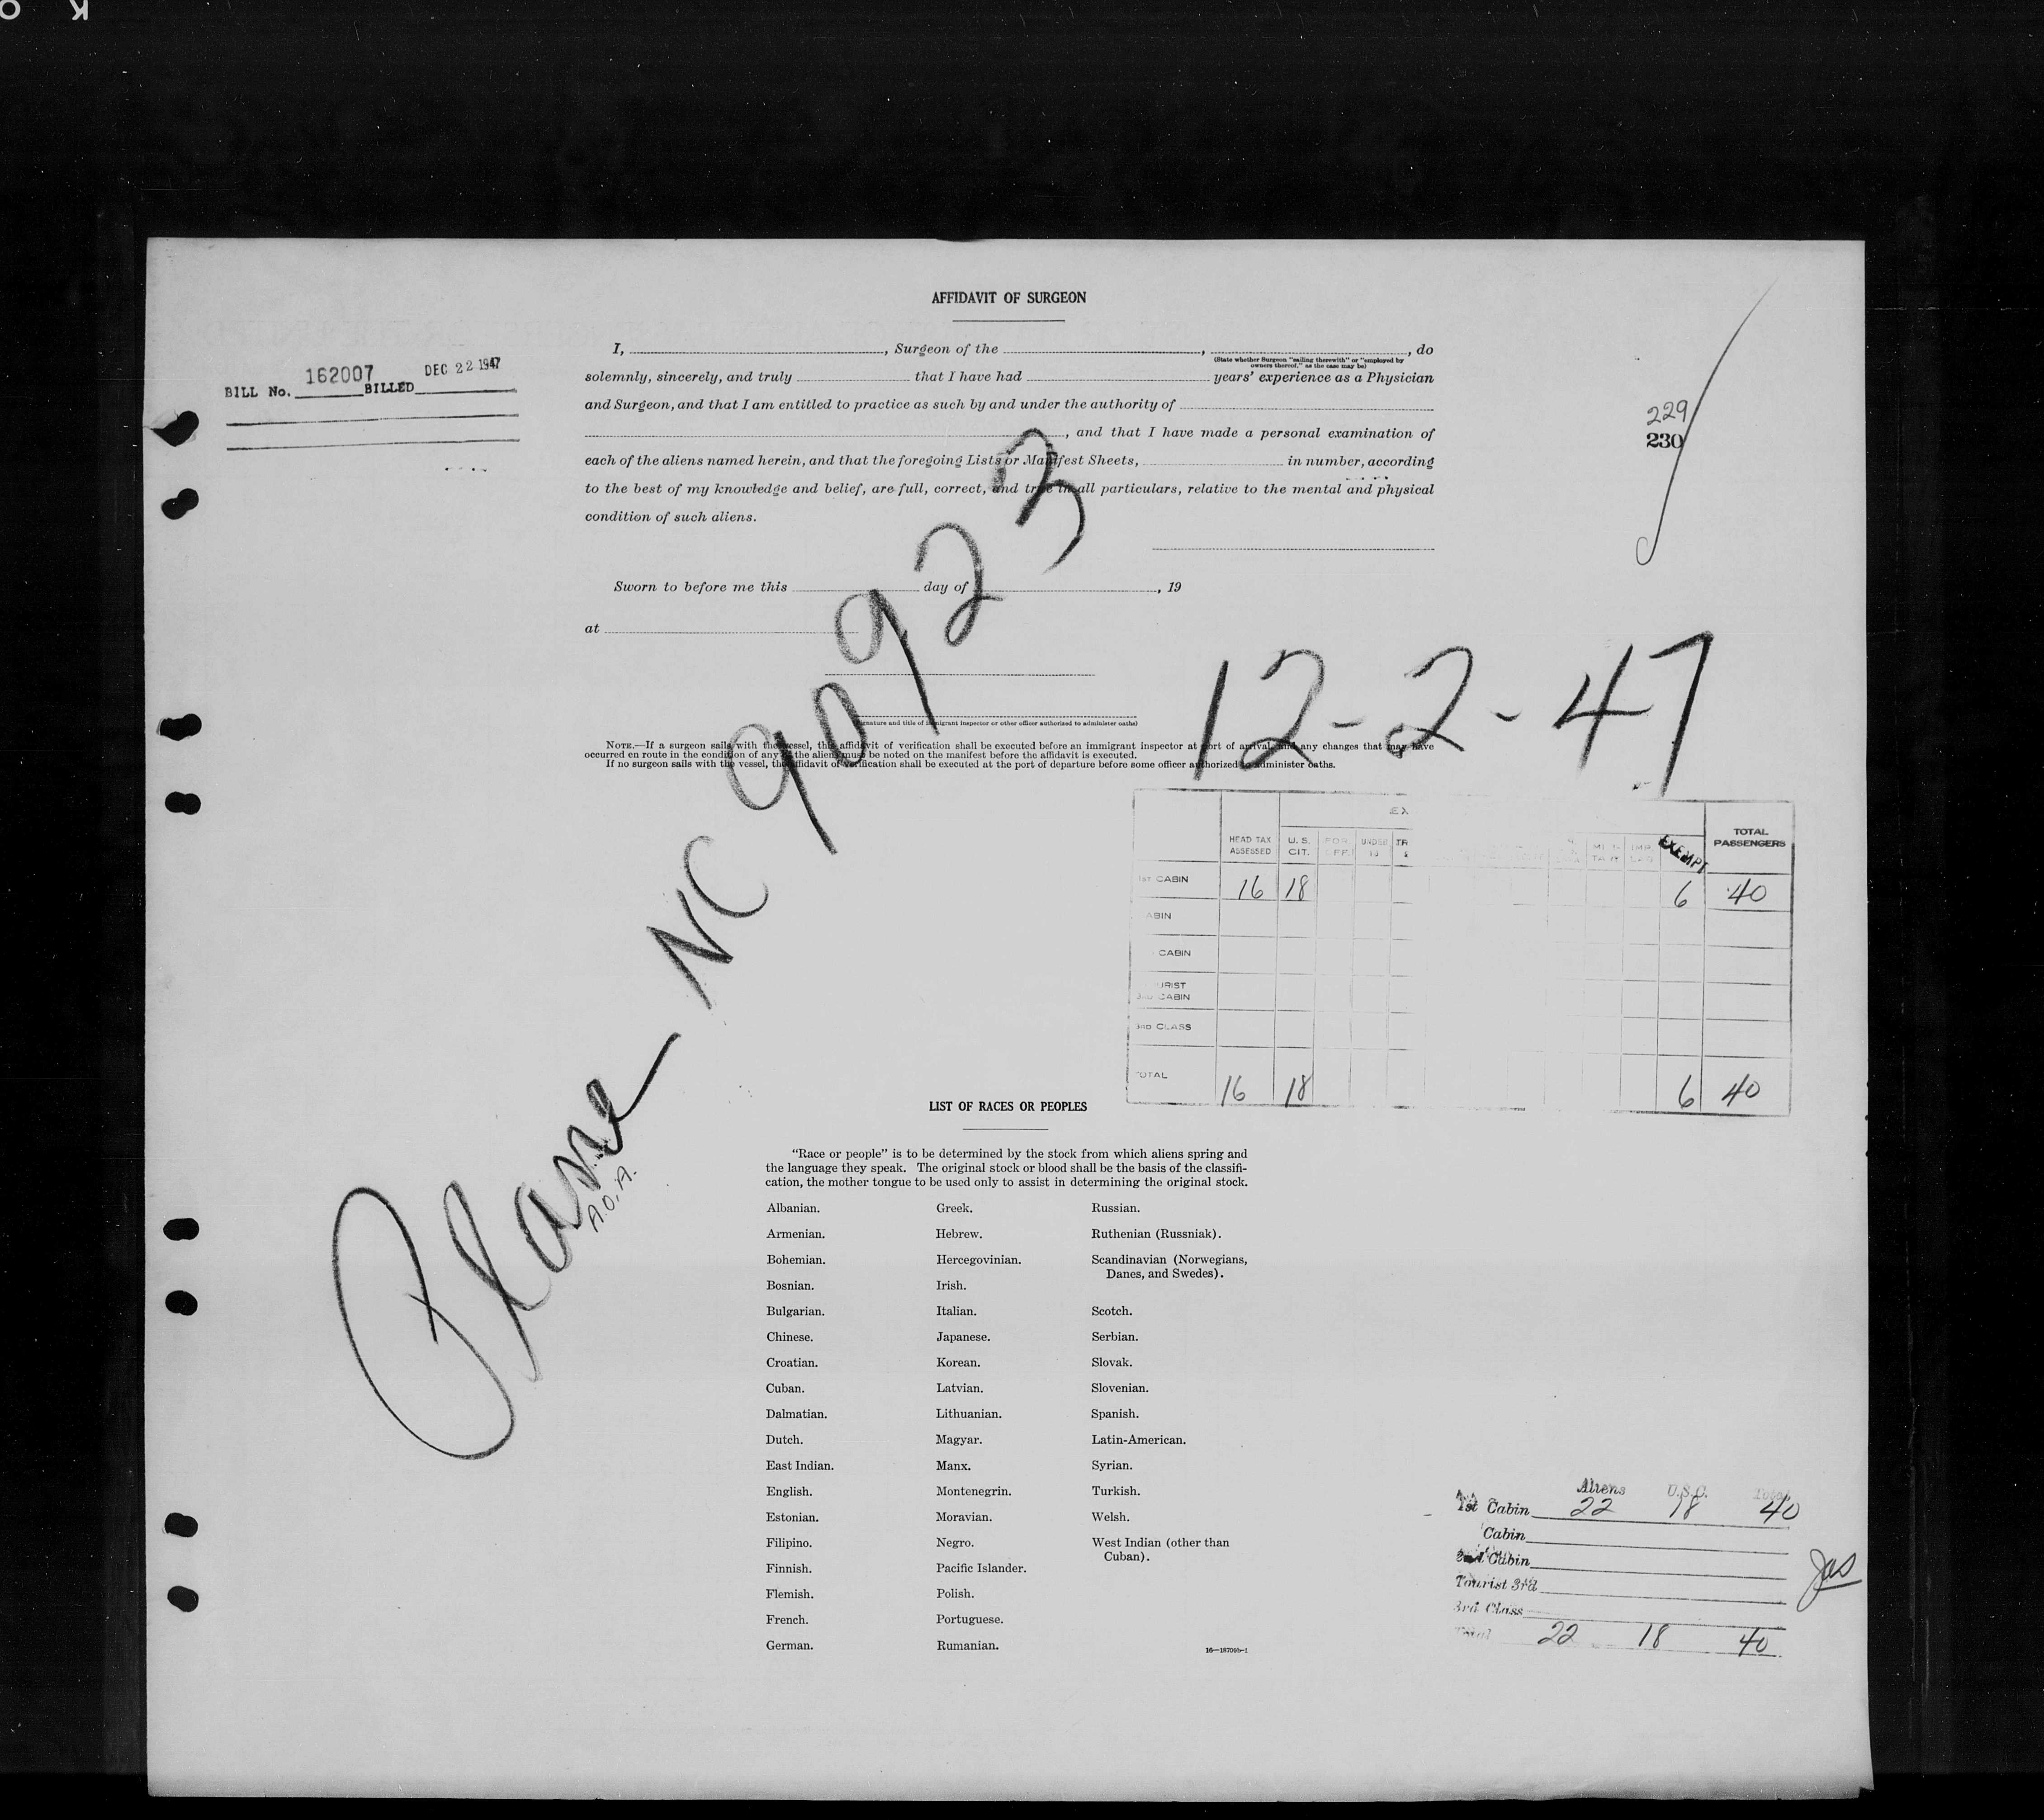 K O
AFFIDAVIT OF SURGEON
I, , Surgeon of the , , do
(State whether Surgeon "sailing therewith" or "employed by
owners thereof," as the case may be)
solemnly, sincerely, and truly that I have had years' experience as a Physician
and Surgeon, and that I am entitled to practice as such by and under the authority of
, and that I have made a personal examination of
each of the aliens named herein, and that the foregoing Lists or Manifest Sheets, in number, according
to the best of my knowledge and belief, are full, correct, and true in all particulars, relative to the mental and physical
condition of such aliens.
BILL No. 162007 BILLED DEC 22 1947
229
230
Sworn to before me this day of , 19
at
(Signature and title of immigrant inspector or other officer authorized to administer oaths)
NOTE.—If a surgeon sails with the vessel, this affidavit of verification shall be executed before an immigrant inspector at port of arrival, and any changes that may have
occurred en route in the condition of any of the aliens must be noted on the manifest before the affidavit is executed.
If no surgeon sails with the vessel, the affidavit of verification shall be executed at the port of departure before some officer authorized to administer oaths.
Plane NC 90923
A.O.A.
12-2-47
HEAD TAX ASSESSED U.S. CIT. FOR. OFF. UNDER 16 TR EXEMPT TOTAL PASSENGERS
1ST CABIN 16 18 6 40
ABIN
CABIN
URIST
3RD CABIN
3RD CLASS
TOTAL 16 18 6 40
LIST OF RACES OR PEOPLES
"Race or people" is to be determined by the stock from which aliens spring and
the language they speak. The original stock or blood shall be the basis of the classifi-
cation, the mother tongue to be used only to assist in determining the original stock.
Albanian.
Armenian.
Bohemian.
Bosnian.
Bulgarian.
Chinese.
Croatian.
Cuban.
Dalmatian.
Dutch.
East Indian.
English.
Estonian.
Filipino.
Finnish.
Flemish.
French.
German.
Greek.
Hebrew.
Hercegovinian.
Irish.
Italian.
Japanese.
Korean.
Latvian.
Lithuanian.
Magyar.
Manx.
Montenegrin.
Moravian.
Negro.
Pacific Islander.
Polish.
Portuguese.
Rumanian.
Russian.
Ruthenian (Russniak).
Scandinavian (Norwegians,
Danes, and Swedes).
Scotch.
Serbian.
Slovak.
Slovenian.
Spanish.
Latin-American.
Syrian.
Turkish.
Welsh.
West Indian (other than
Cuban).
Aliens U.S.C. Total
1st Cabin 22 18 40
Cabin
2nd Cabin
Tourist 3rd
3rd Class
Total 22 18 40